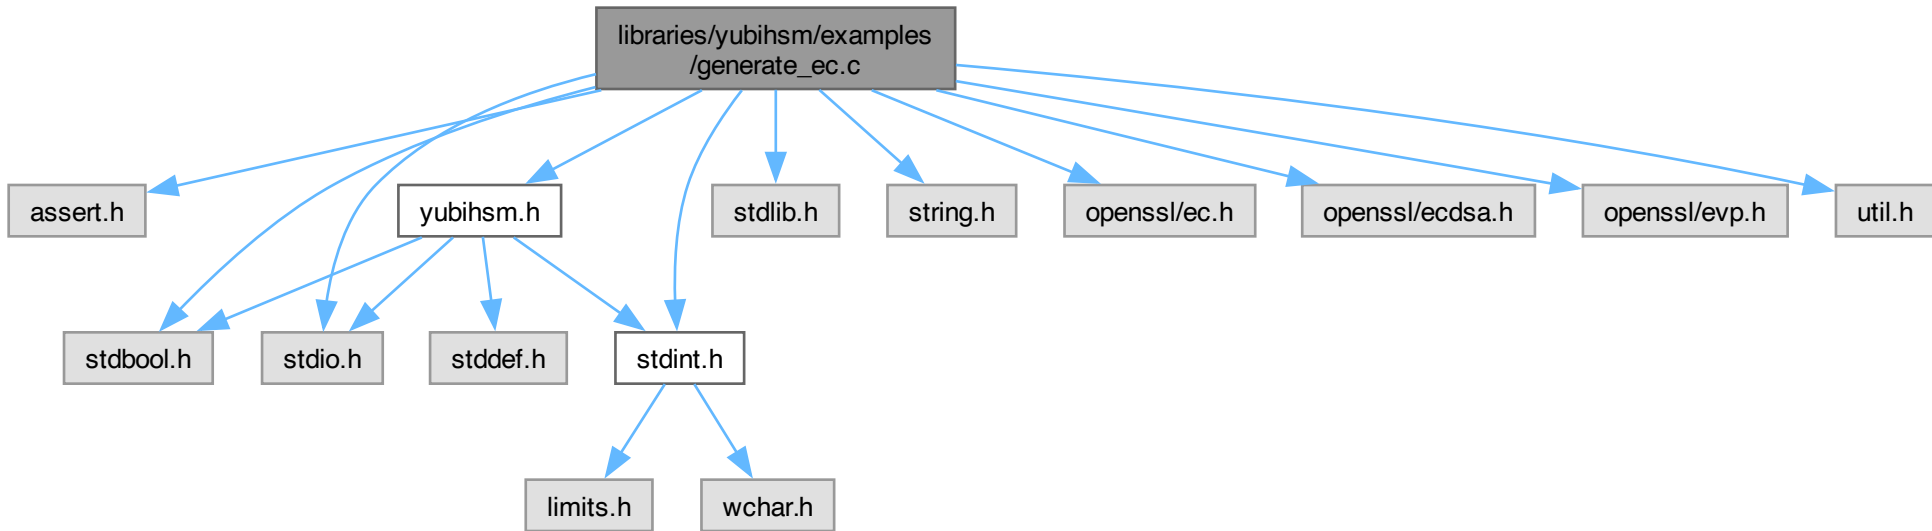 libraries/yubihsm/examples
/generate_ec.c
assert.h
yubihsm.h
stdlib.h
string.h
openssl/ec.h
openssl/ecdsa.h
openssl/evp.h
util.h
stdbool.h
stdio.h
stddef.h
stdint.h
limits.h
wchar.h